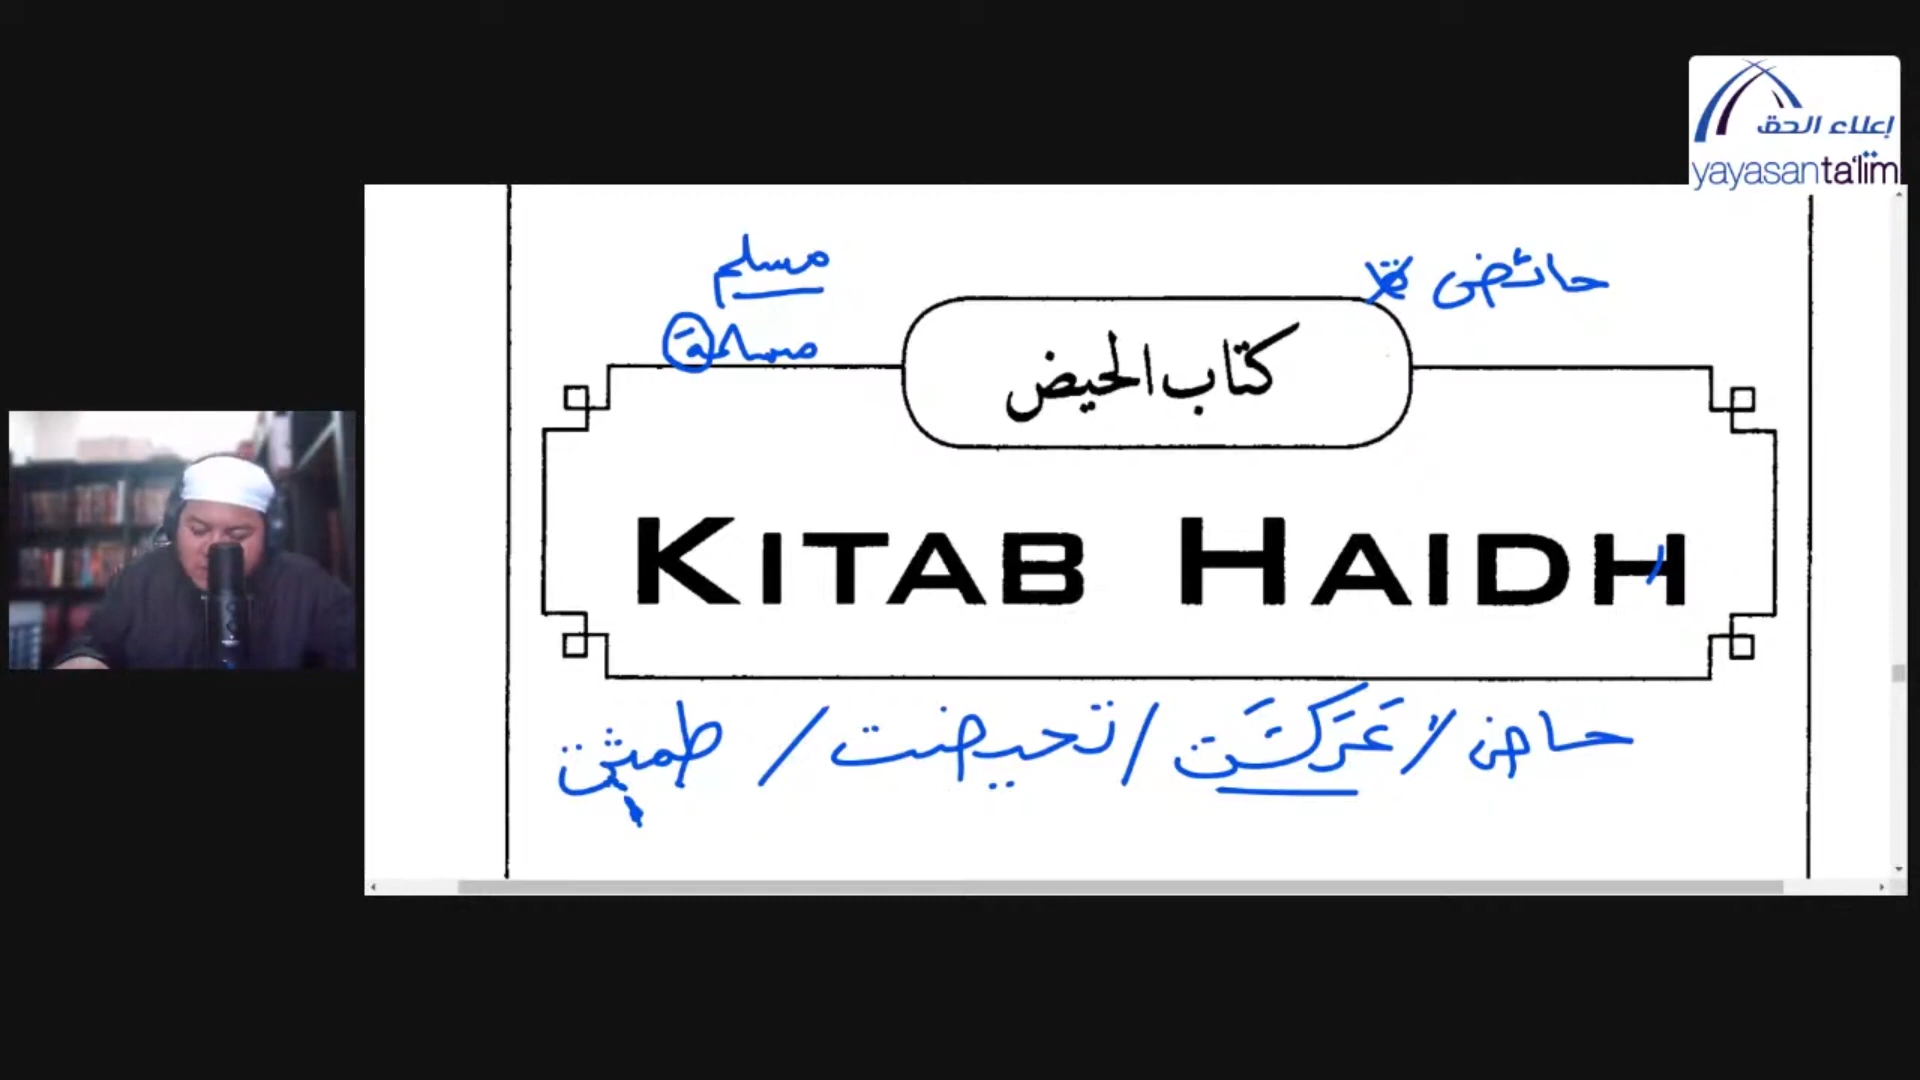 إعلاء الحق
yayasanta'lim
حائض ة
مسلم
مسلمة
كتاب الحيض
KITAB HAIDH
حاض / عَرَكَتَ / تحيضت / طمثت